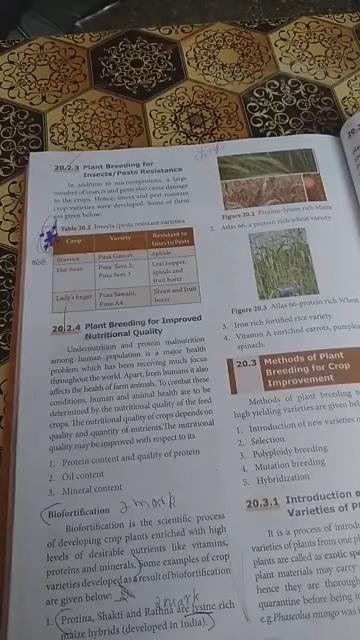 20.2.3 Plant Breeding for
Insects/Pests Resistance
In addition to microorganisms, a large
number of insect and pests also cause damage
to the crops. Hence, insect and pest resistant
crop varieties were developed. Some of them
are given below:
Table 20.2 Insects/pests resistant varieties
Crop Variety Resistant to
Insects/Pests
Brassica Pusa Gaurav Aphids
Flat Bean Pusa Sem 2,
Pusa Sem 3 Leaf hopper,
aphids and
fruit borer
Lady's finger Pusa Sawani,
Pusa A4 Shoot and fruit
borer
20.2.4 Plant Breeding for Improved
Nutritional Quality
Undernutrition and protein malnutrition
among human population is a major health
problem which has been receiving much focus
throughout the world. Apart from humans it also
affects the health of farm animals. To combat these
conditions, human and animal health are to be
determined by the nutritional quality of the feed
crops. The nutritional quality of crops depends on
quality and quantity of nutrients. The nutritional
quality may be improved with respect to its
1. Protein content and quality of protein
2. Oil content
3. Mineral content
Biofortification 2 mark
Biofortification is the scientific process
of developing crop plants enriched with high
levels of desirable nutrients like vitamins,
proteins and minerals. Some examples of crop
varieties developed as a result of biofortification
are given below:
2 mark
1. Protina, Shakti and Rathna are lysine rich
maize hybrids (developed in India).
Figure 20.2 Protina-lysine rich Maize
2. Atlas 66, a protein rich wheat variety
Figure 20.3 Atlas 66-protein rich Wheat
3. Iron rich fortified rice variety.
4. Vitamin A enriched carrots, pumpkin
20.3 Methods of Plant
Breeding for Crop
Improvement
Methods of plant breeding
high yielding varieties are given
1. Introduction of new varieties
2. Selection
3. Polyploidy breeding
4. Mutation breeding
5. Hybridization
20.3.1 Introduction
Varieties of
It is a process of
varieties of plants from one
plants are called as exotic
plant materials may carry
hence they are thorough
quarantine before being
e.g Phaseolus mungo was